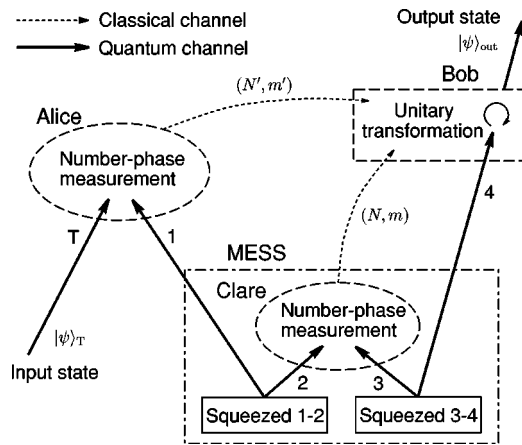 Classical channel
Quantum channel
Output state
|ψ⟩out
Bob
(N′, m′)
Unitary
transformation
Alice
Number-phase
measurement
4
T
1
(N, m)
MESS
Clare
Number-phase
measurement
|ψ⟩T
Input state
2
3
Squeezed 1-2
Squeezed 3-4